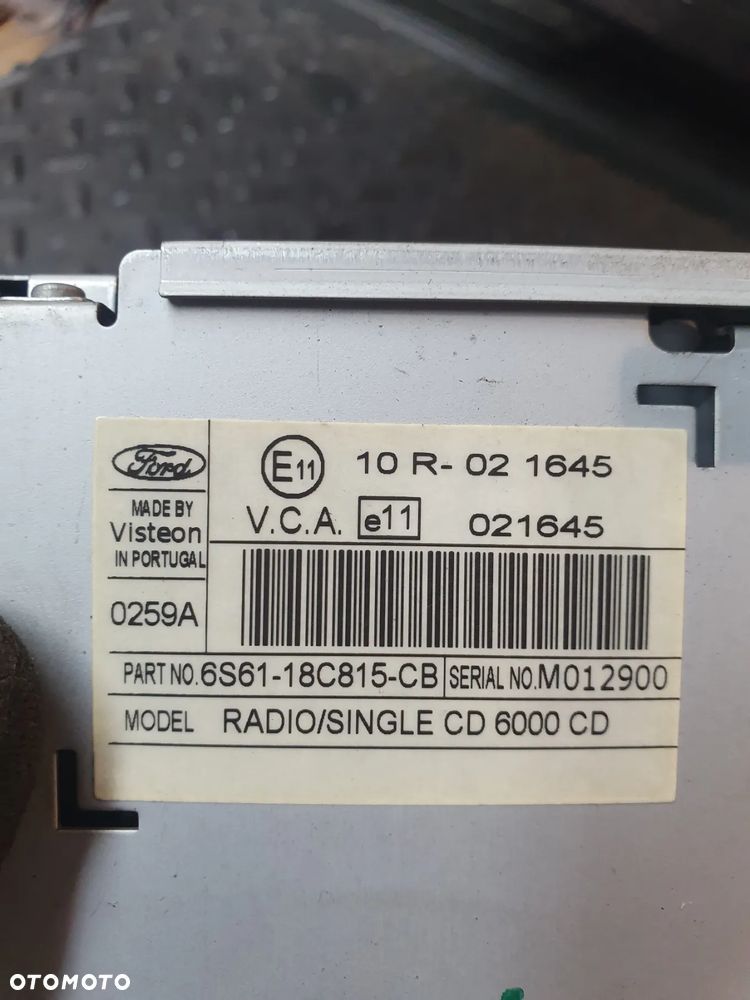 Ford
MADE BY
Visteon
IN PORTUGAL
0259A
E11 10 R- 02 1645
V.C.A. e11 021645
PART NO. 6S61-18C815-CB SERIAL NO. M012900
MODEL RADIO/SINGLE CD 6000 CD
OTOMOTO